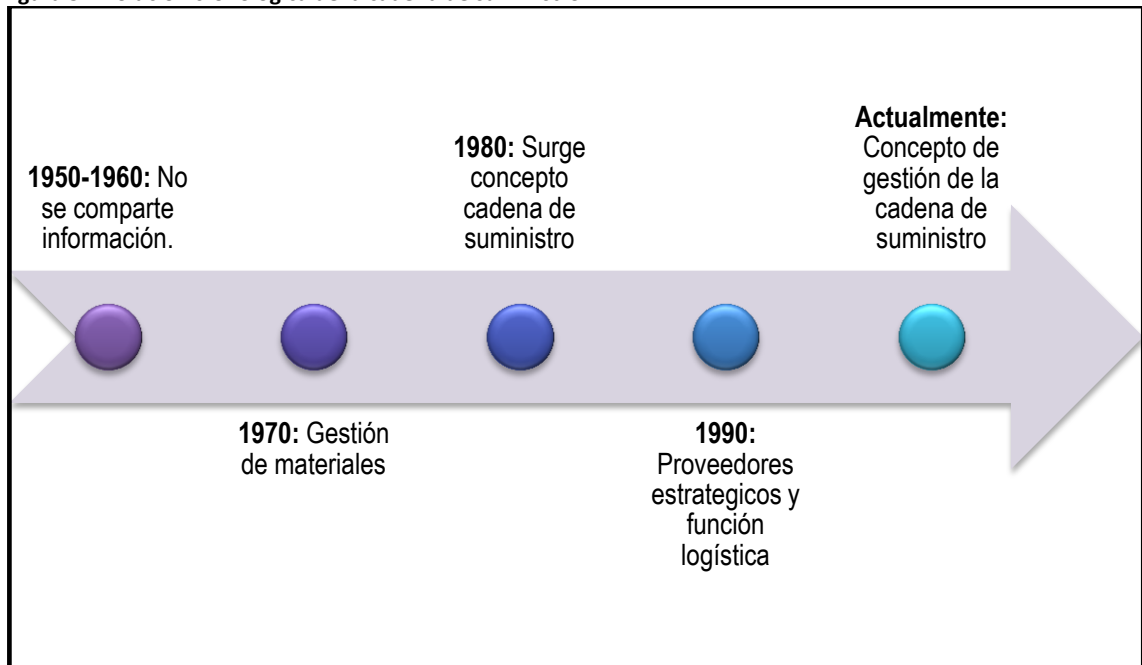 1950-1960: No
se comparte
información.
1970: Gestión
de materiales
1980: Surge
concepto
cadena de
suministro
1990:
Proveedores
estrategicos y
función
logística
Actualmente:
Concepto de
gestión de la
cadena de
suministro